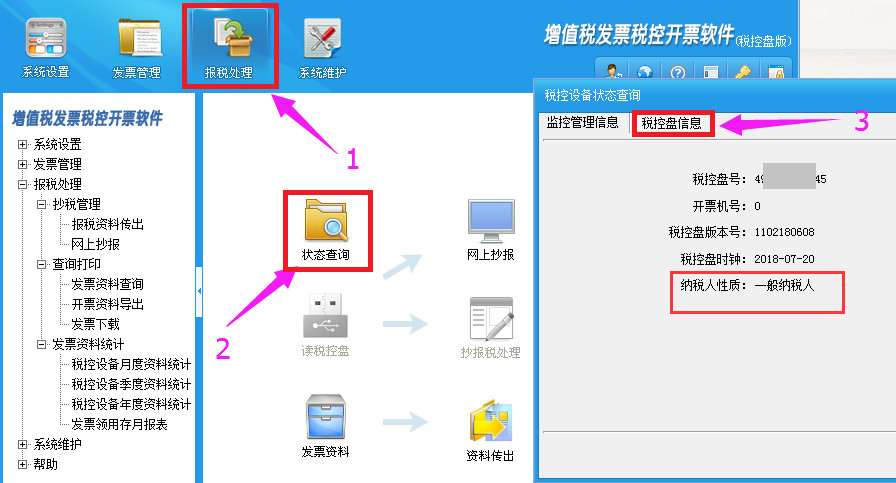 系统设置
发票管理
报税处理
系统维护
增值税发票税控开票软件(税控盘版)
增值税发票税控开票软件
系统设置
发票管理
报税处理
抄税管理
报税资料传出
网上抄报
查询打印
发票资料查询
开票资料导出
发票下载
发票资料统计
税控设备月度资料统计
税控设备季度资料统计
税控设备年度资料统计
发票领用存月报表
系统维护
帮助
1
状态查询
网上抄报
2
读税控盘
抄报税处理
发票资料
资料传出
税控设备状态查询
监控管理信息
税控盘信息
3
税控盘号: 49 45
开票机号: 0
税控盘版本号: 1102180608
税控盘时钟: 2018-07-20
纳税人性质: 一般纳税人